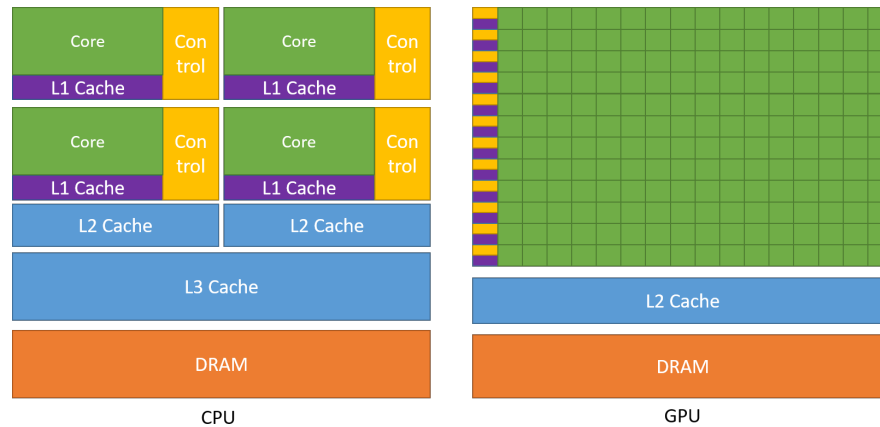 Core
Con
trol
Core
Con
trol
L1 Cache
L1 Cache
Core
Con
trol
Core
Con
trol
L1 Cache
L1 Cache
L2 Cache
L2 Cache
L3 Cache
DRAM
CPU
L2 Cache
DRAM
GPU